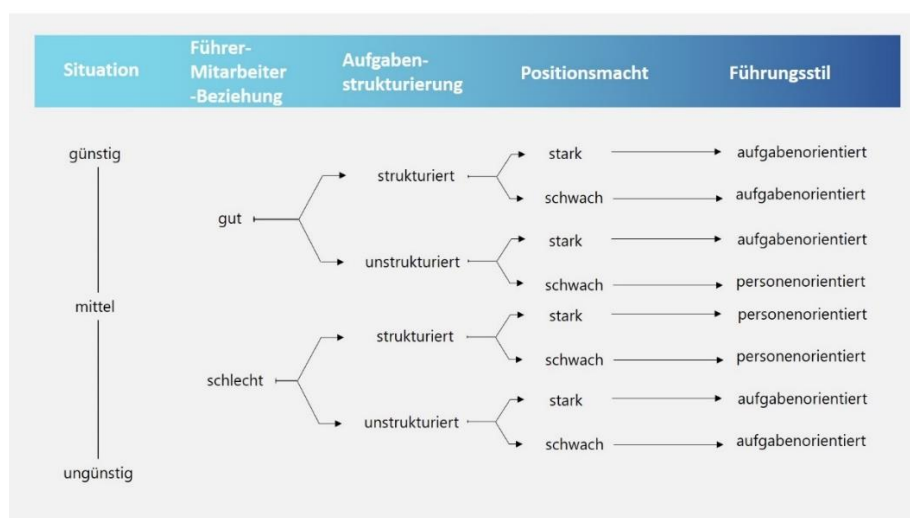 Situation
Führer-
Mitarbeiter
-Beziehung
Aufgaben-
strukturierung
Positionsmacht
Führungsstil
günstig
mittel
ungünstig
gut
schlecht
strukturiert
unstrukturiert
strukturiert
unstrukturiert
stark
aufgabenorientiert
schwach
aufgabenorientiert
stark
aufgabenorientiert
schwach
personenorientiert
stark
personenorientiert
schwach
personenorientiert
stark
aufgabenorientiert
schwach
aufgabenorientiert